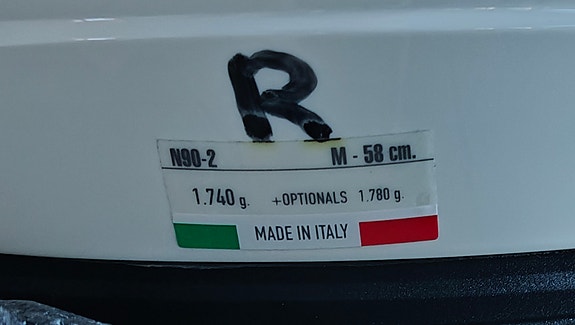 R
N90-2 M - 58 cm.
1.740 g. +OPTIONALS 1.780 g.
MADE IN ITALY